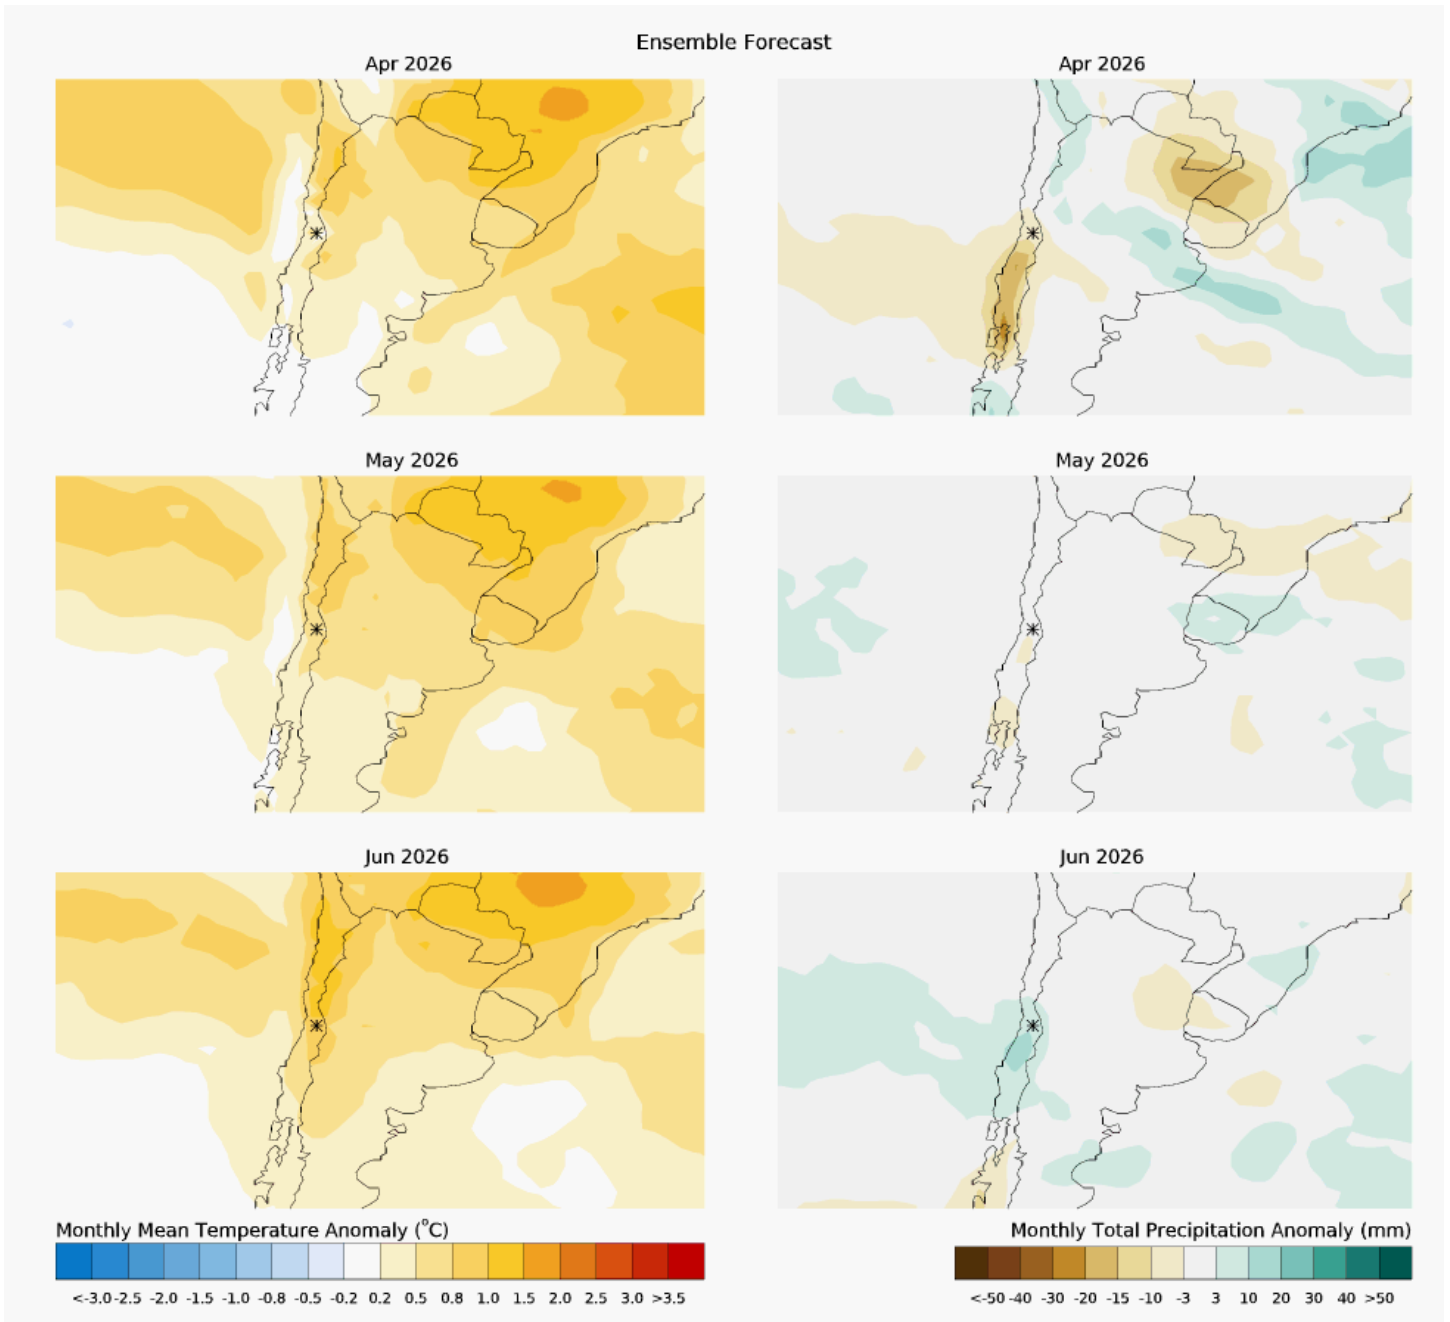 Ensemble Forecast
Apr 2026
Apr 2026
May 2026
May 2026
Jun 2026
Jun 2026
Monthly Mean Temperature Anomaly (°C)
<-3.0 -2.5 -2.0 -1.5 -1.0 -0.8 -0.5 -0.2 0.2 0.5 0.8 1.0 1.5 2.0 2.5 3.0 >3.5
Monthly Total Precipitation Anomaly (mm)
<-50 -40 -30 -20 -15 -10 -3 3 10 20 30 40 >50